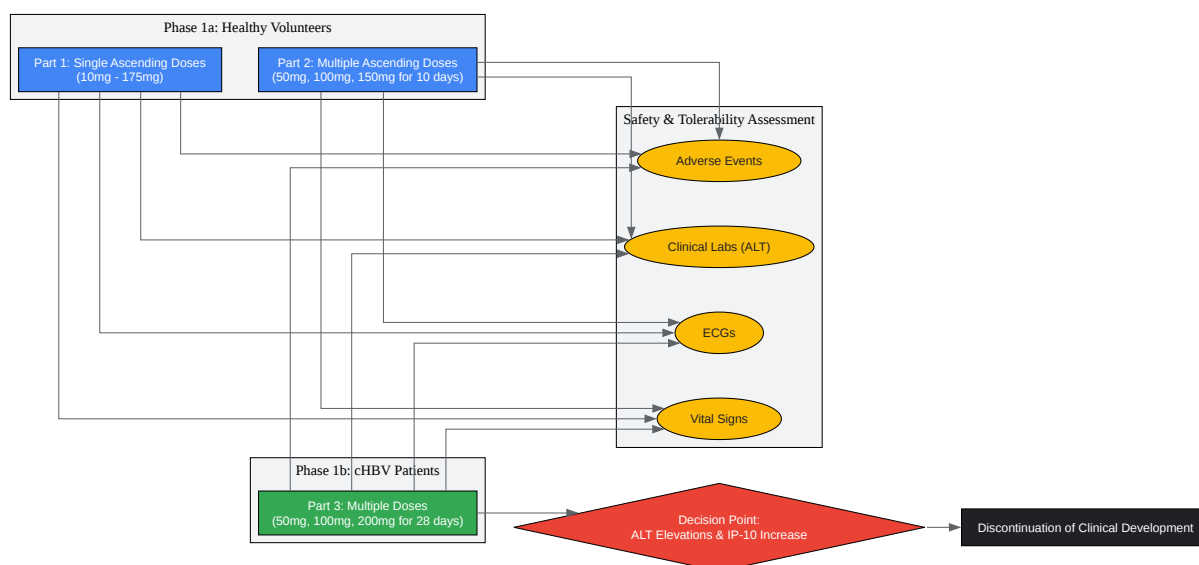 Phase 1a: Healthy Volunteers
Part 1: Single Ascending Doses
(10mg - 175mg)
Part 2: Multiple Ascending Doses
(50mg, 100mg, 150mg for 10 days)
Safety & Tolerability Assessment
Adverse Events
Clinical Labs (ALT)
ECGs
Vital Signs
Phase 1b: cHBV Patients
Part 3: Multiple Doses
(50mg, 100mg, 200mg for 28 days)
Decision Point:
ALT Elevations & IP-10 Increase
Discontinuation of Clinical Development